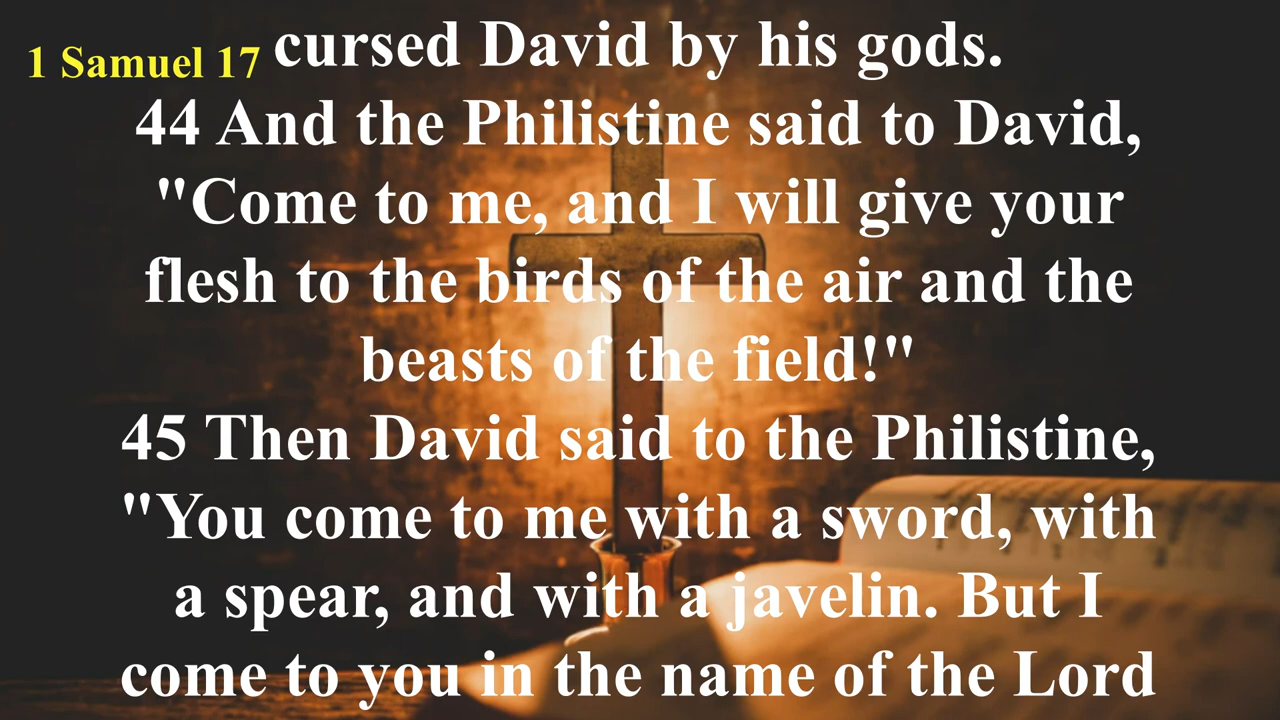 1 Samuel 17
cursed David by his gods.
44 And the Philistine said to David,
"Come to me, and I will give your
flesh to the birds of the air and the
beasts of the field!"
45 Then David said to the Philistine,
"You come to me with a sword, with
a spear, and with a javelin. But I
come to you in the name of the Lord